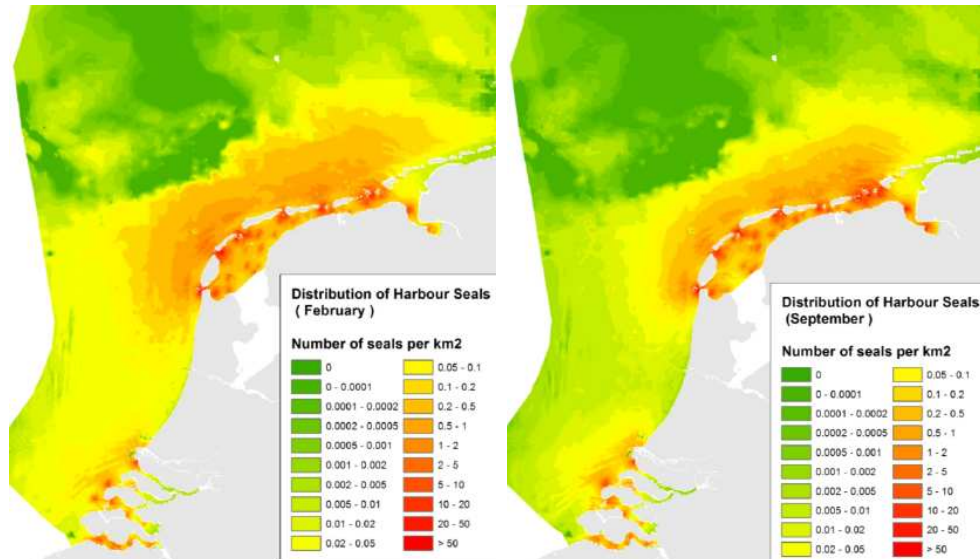 Distribution of Harbour Seals
( February )
Number of seals per km2
0
0 - 0.0001
0.0001 - 0.0002
0.0002 - 0.0005
0.0005 - 0.001
0.001 - 0.002
0.002 - 0.005
0.005 - 0.01
0.01 - 0.02
0.02 - 0.05
0.05 - 0.1
0.1 - 0.2
0.2 - 0.5
0.5 - 1
1 - 2
2 - 5
5 - 10
10 - 20
20 - 50
> 50
Distribution of Harbour Seals
(September )
Number of seals per km2
0
0 - 0.0001
0.0001 - 0.0002
0.0002 - 0.0005
0.0005 - 0.001
0.001 - 0.002
0.002 - 0.005
0.005 - 0.01
0.01 - 0.02
0.02 - 0.05
0.05 - 0.1
0.1 - 0.2
0.2 - 0.5
0.5 - 1
1 - 2
2 - 5
5 - 10
10 - 20
20 - 50
> 50